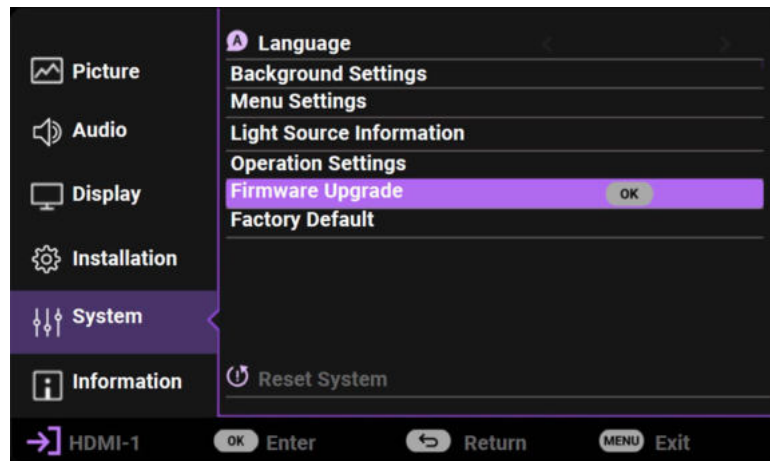 Picture
Audio
Display
Installation
System
Information
A Language
Background Settings
Menu Settings
Light Source Information
Operation Settings
Firmware Upgrade OK
Factory Default
Reset System
HDMI-1 OK Enter Return MENU Exit